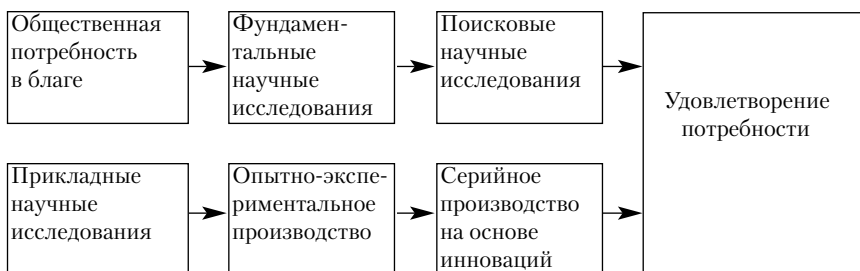 Общественная
потребность
в благе
Фундамен-
тальные
научные
исследования
Поисковые
научные
исследования
Удовлетворение
потребности
Прикладные
научные
исследования
Опытно-экспе-
риментальное
производство
Серийное
производство
на основе
инноваций